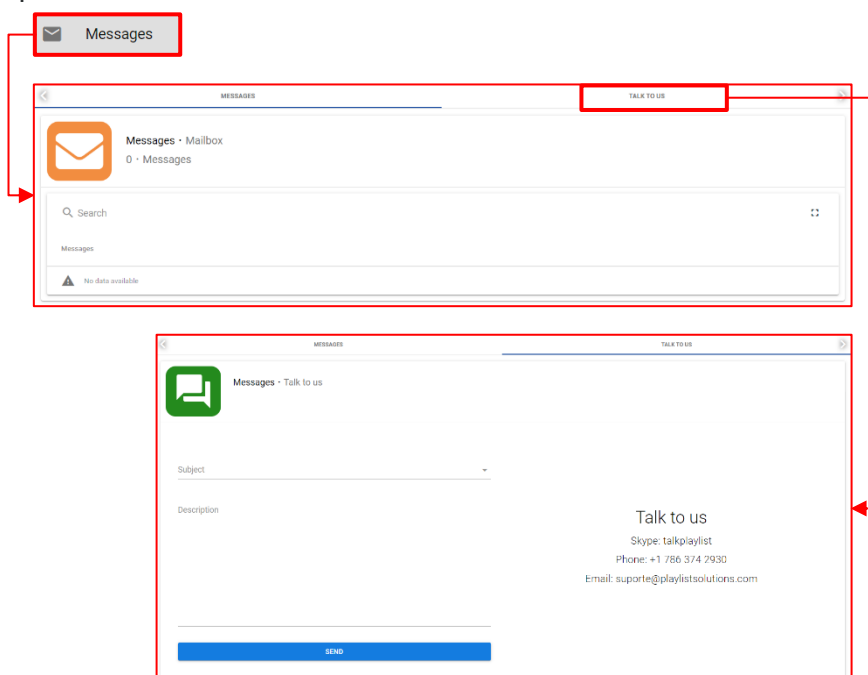 Messages
MESSAGES
TALK TO US
Messages · Mailbox
0 · Messages
Search
Messages
No data available
MESSAGES
TALK TO US
Messages · Talk to us
Subject
Description
Talk to us
Skype: talkplaylist
Phone: +1 786 374 2930
Email: suporte@playlistsolutions.com
SEND